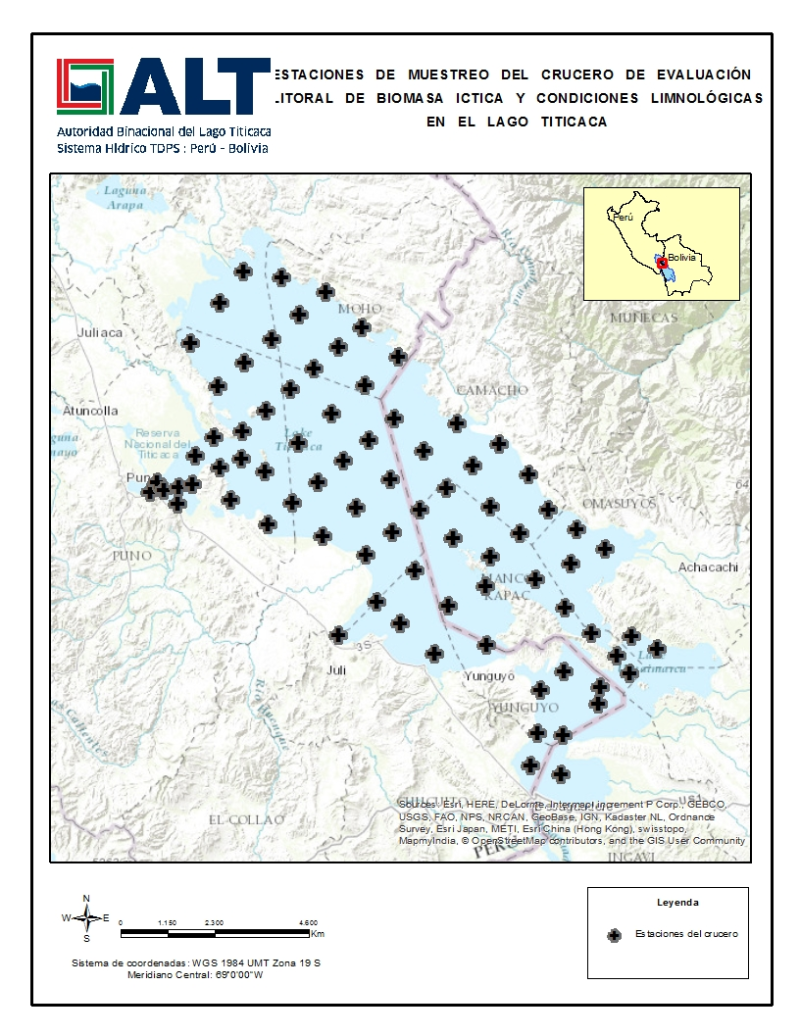 ALT
Autoridad Binacional del Lago Titicaca
Sistema Hídrico TDPS : Perú - Bolivia
ESTACIONES DE MUESTREO DEL CRUCERO DE EVALUACIÓN
LITORAL DE BIOMASA ICTICA Y CONDICIONES LIMNOLÓGICAS
EN EL LAGO TITICACA
Laguna
Arapa
Perú
Bolivia
MOHO
MUÑECAS
Juliaca
CAMACHO
Atuncolla
Reserva
Nacional del
Titicaca
Lake
OMASUYOS
PUNO
MANCO
KAPAC
Achacachi
35
Juli
Yunguyo
YUNGUYO
EL COLLAO
Sources: Esri, HERE, DeLorme, Intermap, increment P Corp., GEBCO,
USGS, FAO, NPS, NRCAN, GeoBase, IGN, Kadaster NL, Ordnance
Survey, Esri Japan, METI, Esri China (Hong Kong), swisstopo,
MapmyIndia, © OpenStreetMap contributors, and the GIS User Community
INGAVI
N
W E
S
0 1.150 2.300 4.600
Km
Sistema de coordenadas: WGS 1984 UMT Zona 19 S
Meridiano Central: 69°0'00"W
Leyenda
Estaciones del crucero